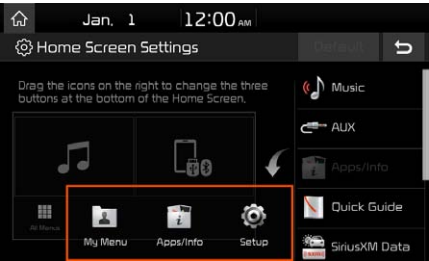 Jan. 1 12:00 AM
Home Screen Settings
Default
Drag the icons on the right to change the three
buttons at the bottom of the Home Screen.
Music
AUX
Apps/Info
Quick Guide
SiriusXM Data
All Menus
My Menu
Apps/Info
Setup